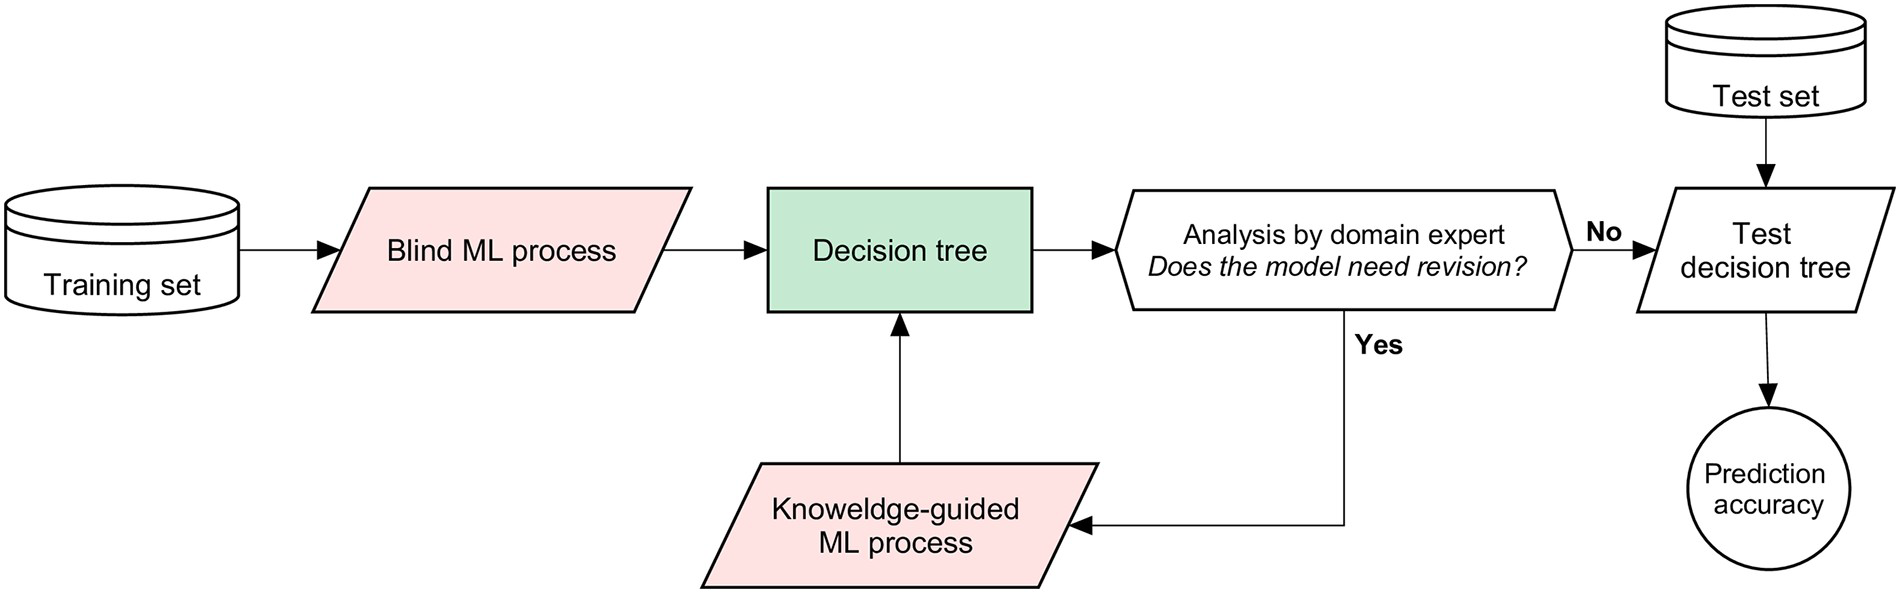 Test set
Training set
Blind ML process
Decision tree
Analysis by domain expert
Does the model need revision?
No
Test
decision tree
Yes
Knoweldge-guided
ML process
Prediction
accuracy